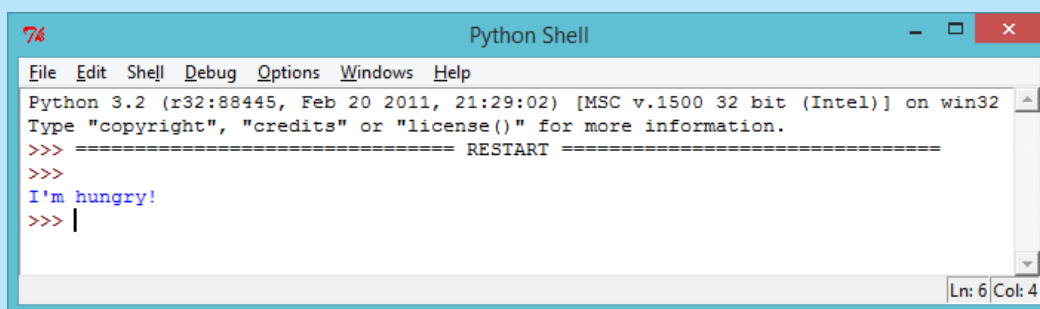 Python Shell
File Edit Shell Debug Options Windows Help
Python 3.2 (r32:88445, Feb 20 2011, 21:29:02) [MSC v.1500 32 bit (Intel)] on win32
Type "copyright", "credits" or "license()" for more information.
>>> ================================ RESTART ================================
>>>
I'm hungry!
>>>
Ln: 6 Col: 4